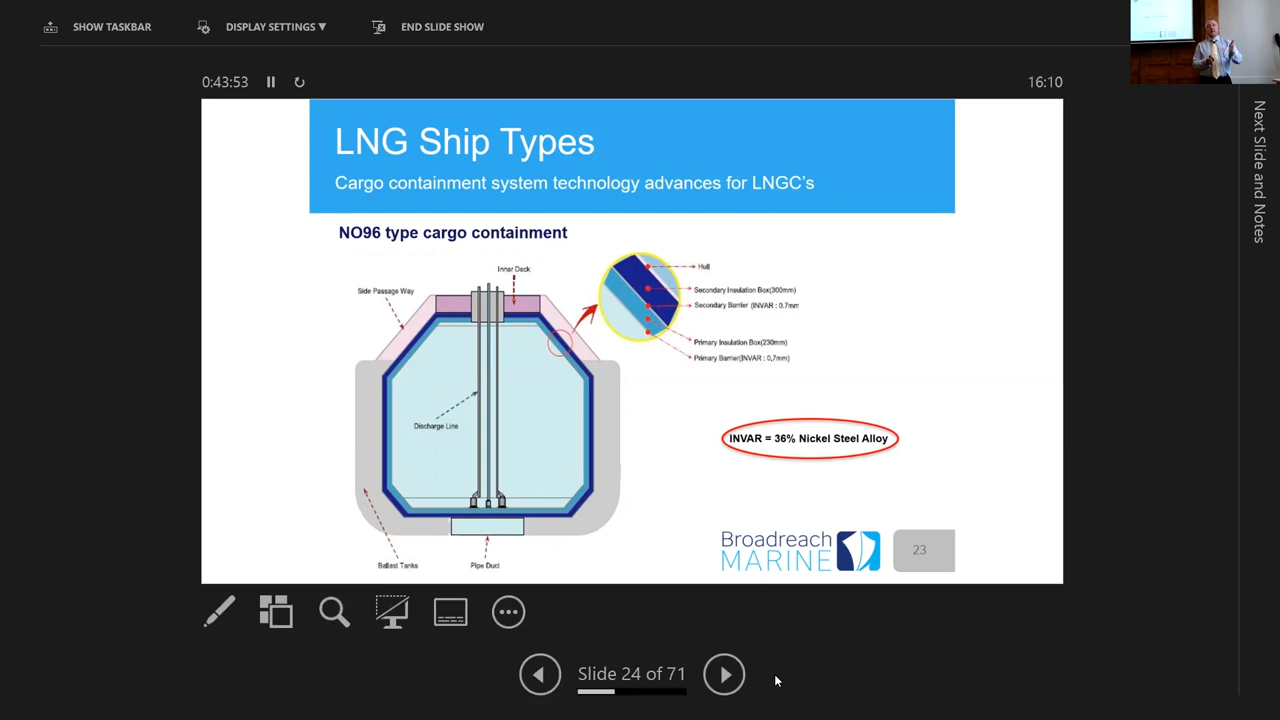 SHOW TASKBAR
DISPLAY SETTINGS ▼
END SLIDE SHOW
0:43:53
16:10
Next Slide and Notes
LNG Ship Types
Cargo containment system technology advances for LNGC's
NO96 type cargo containment
Inner Deck
Side Passage Way
Hull
Secondary Insulation Box(300mm)
Secondary Barrier (INVAR : 0.7mm
Primary Insulation Box(230mm)
Primary Barrier(INVAR : 0,7mm)
Discharge Line
INVAR = 36% Nickel Steel Alloy
Ballast Tanks
Pipe Duct
Broadreach
MARINE
23
Slide 24 of 71